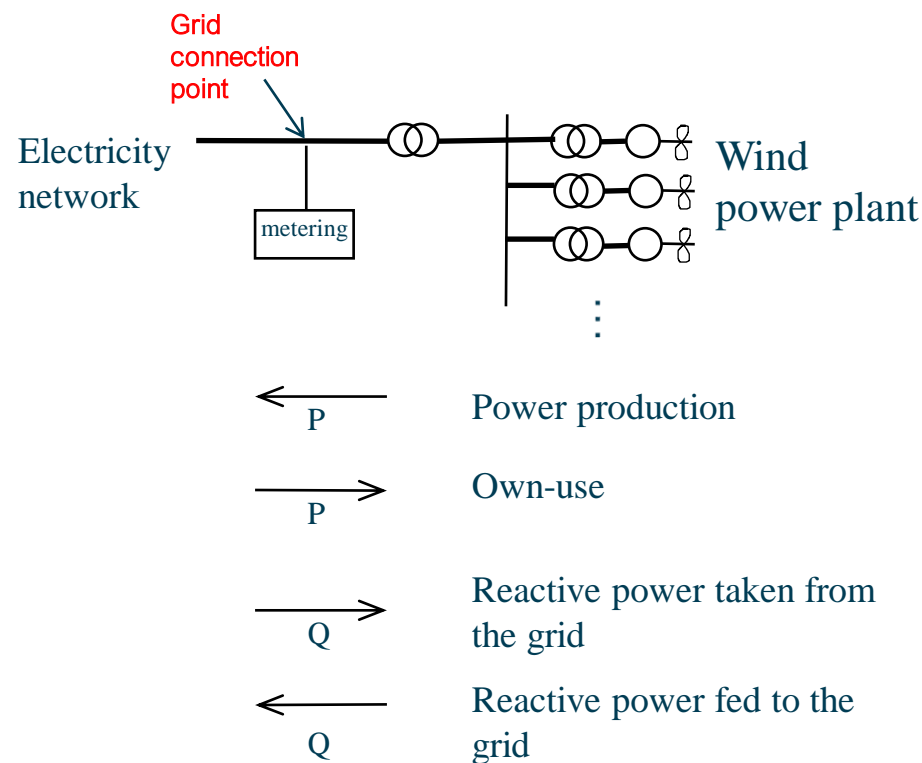 Grid
connection
point
Electricity
network
metering
Wind
power plant
P
Power production
P
Own-use
Q
Reactive power taken from
the grid
Q
Reactive power fed to the
grid